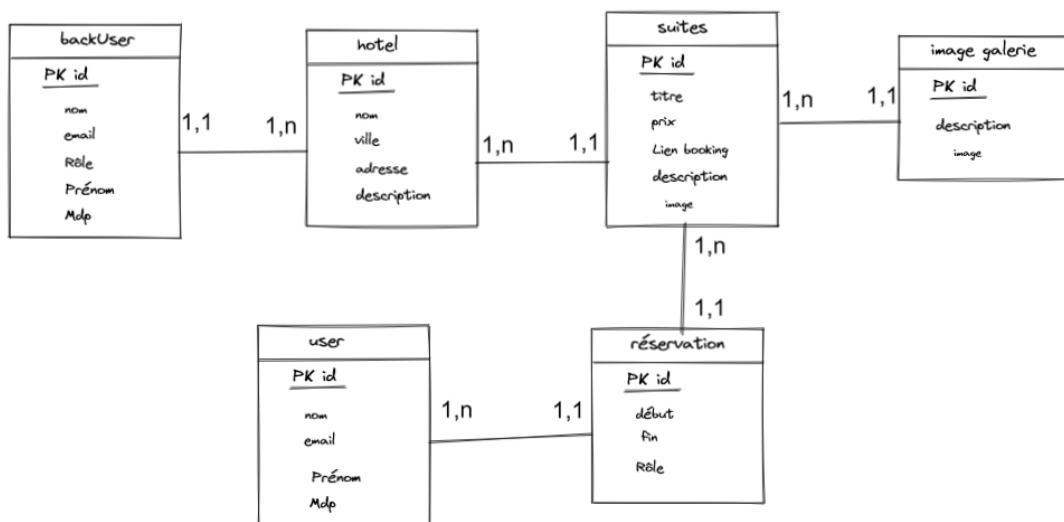 backUser
PK id
nom
email
Rôle
Prénom
Mdp
1,1
1,n
hotel
PK id
nom
ville
adresse
description
1,n
1,1
suites
PK id
titre
prix
Lien booking
description
image
1,n
1,1
image galerie
PK id
description
image
1,n
1,1
user
PK id
nom
email
Prénom
Mdp
1,n
1,1
réservation
PK id
début
fin
Rôle